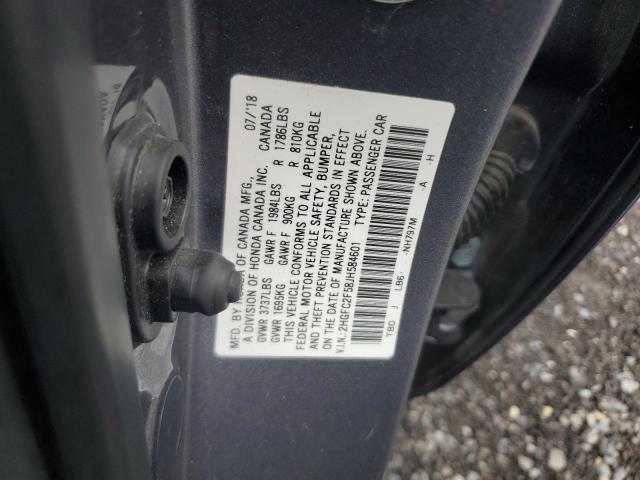 MFD. BY HONDA OF CANADA MFG., 07/'18
A DIVISION OF HONDA CANADA INC. CANADA
GVWR 3737LBS GAWR F 1984LBS R 1786LBS
GVWR 1695KG GAWR F 900KG R 810KG
THIS VEHICLE CONFORMS TO ALL APPLICABLE
FEDERAL MOTOR VEHICLE SAFETY, BUMPER,
AND THEFT PREVENTION STANDARDS IN EFFECT
ON THE DATE OF MANUFACTURE SHOWN ABOVE.
V.I.N.: 2HGFC2F58JH584601 TYPE: PASSENGER CAR
TBD J LB6- -NH797M -A -H